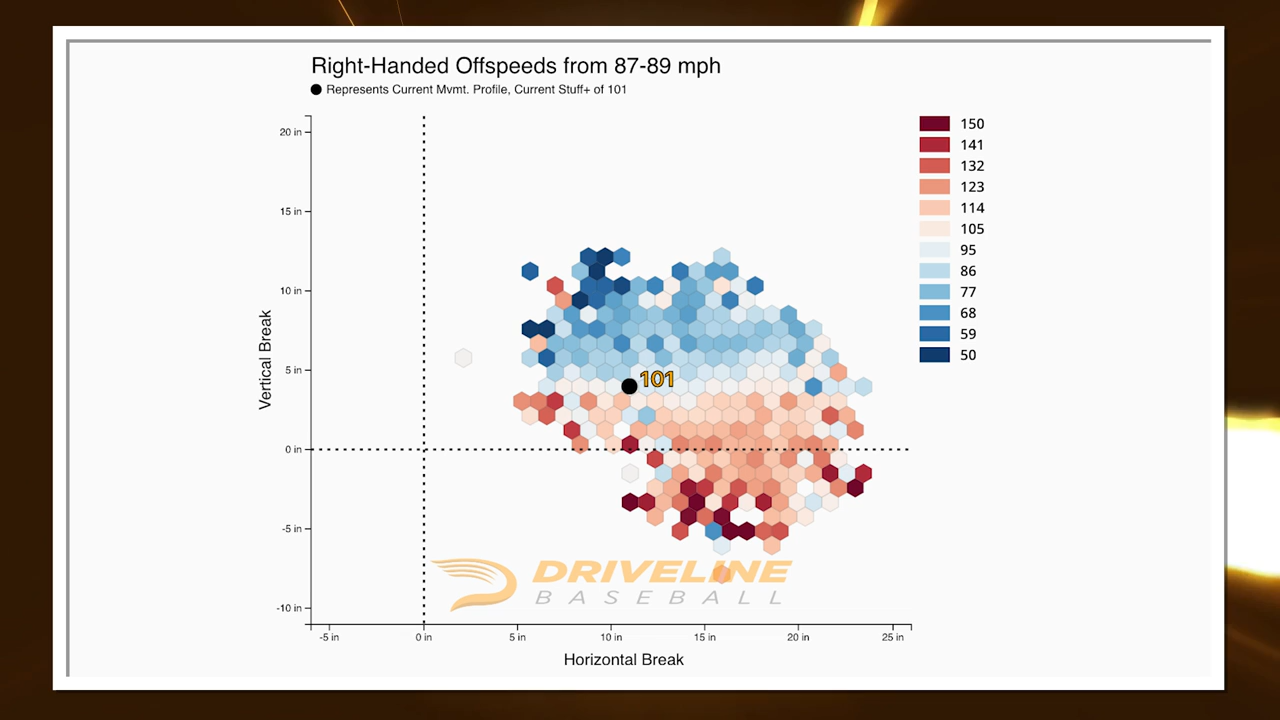 Right-Handed Offspeeds from 87-89 mph
Represents Current Mvmt. Profile, Current Stuff+ of 101
150
141
132
123
114
105
95
86
77
68
59
50
Vertical Break
20 in
15 in
10 in
5 in
0 in
-5 in
-10 in
101
DRIVELINE
BASEBALL
-5 in
0 in
5 in
10 in
15 in
20 in
25 in
Horizontal Break